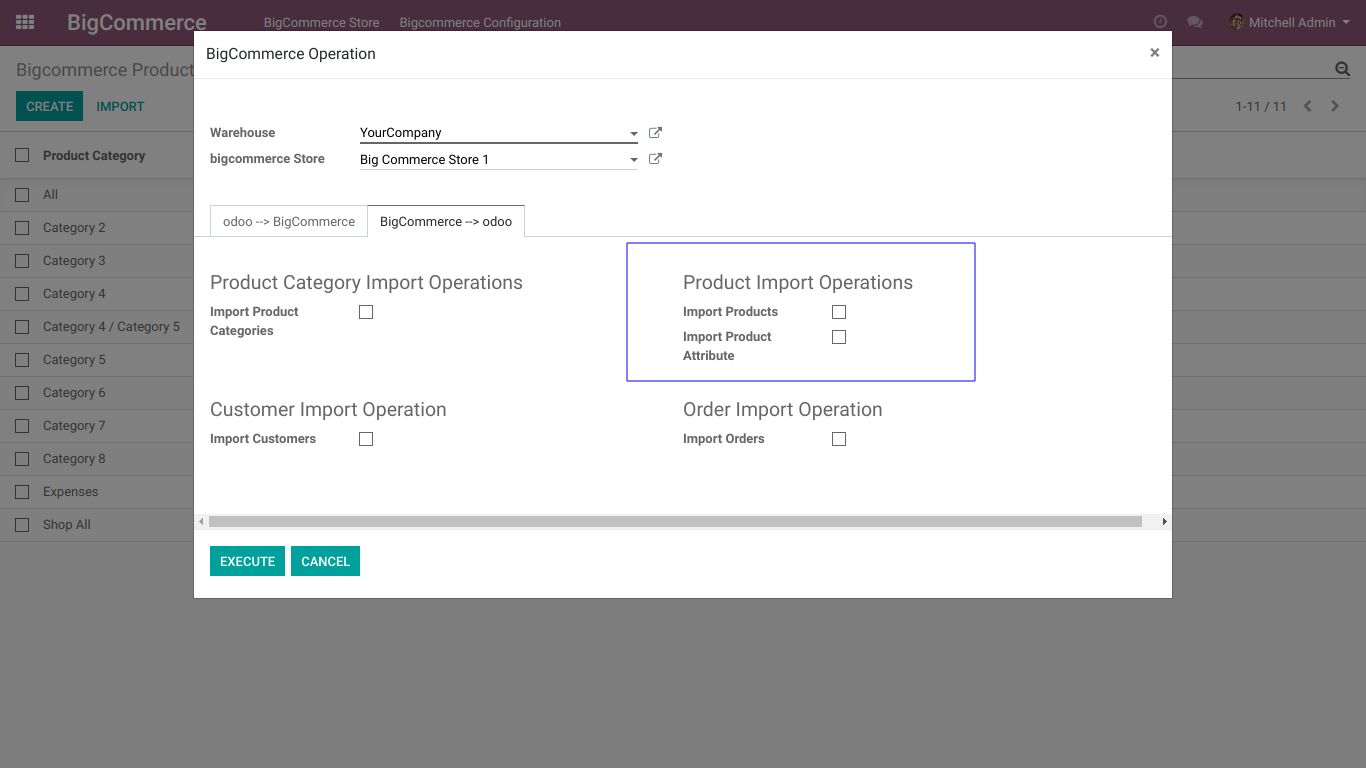 BigCommerce BigCommerce Store Bigcommerce Configuration Mitchell Admin
BigCommerce Operation ×
Bigcommerce Product
CREATE IMPORT 1-11 / 11
Warehouse YourCompany
bigcommerce Store Big Commerce Store 1
Product Category
All
Category 2
Category 3
Category 4
Category 4 / Category 5
Category 5
Category 6
Category 7
Category 8
Expenses
Shop All
odoo --> BigCommerce BigCommerce --> odoo
Product Category Import Operations
Import Product
Categories
Product Import Operations
Import Products
Import Product
Attribute
Customer Import Operation
Import Customers
Order Import Operation
Import Orders
EXECUTE CANCEL